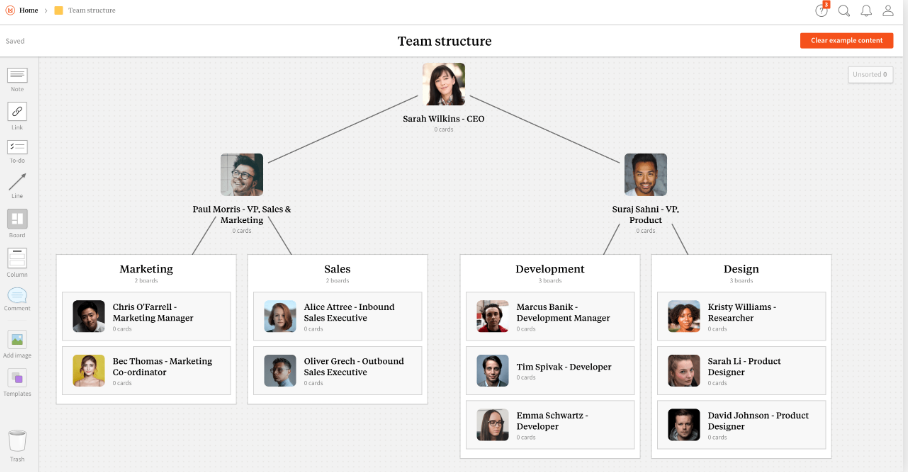 Home
Team structure
3
Saved
Team structure
Clear example content
Unsorted 0
Note
Link
To-do
Line
Board
Column
Comment
Add image
Templates
Trash
Sarah Wilkins - CEO
0 cards
Paul Morris - VP, Sales &
Marketing
0 cards
Suraj Sahni - VP,
Product
0 cards
Marketing
2 boards
Chris O'Farrell -
Marketing Manager
0 cards
Bec Thomas - Marketing
Co-ordinator
0 cards
Sales
2 boards
Alice Attree - Inbound
Sales Executive
0 cards
Oliver Grech - Outbound
Sales Executive
0 cards
Development
3 boards
Marcus Banik -
Development Manager
0 cards
Tim Spivak - Developer
0 cards
Emma Schwartz -
Developer
0 cards
Design
3 boards
Kristy Williams -
Researcher
0 cards
Sarah Li - Product
Designer
0 cards
David Johnson - Product
Designer
0 cards